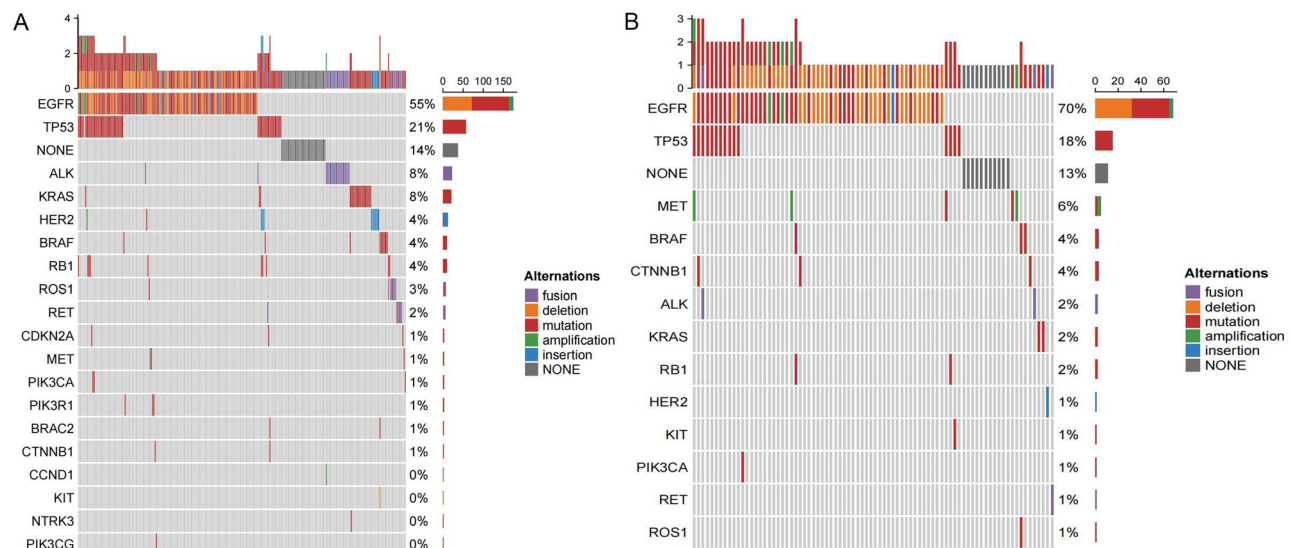 A
4
2
0
0 50 100 150
EGFR 55%
TP53 21%
NONE 14%
ALK 8%
KRAS 8%
HER2 4%
BRAF 4%
RB1 4%
ROS1 3%
RET 2%
CDKN2A 1%
MET 1%
PIK3CA 1%
PIK3R1 1%
BRAC2 1%
CTNNB1 1%
CCND1 0%
KIT 0%
NTRK3 0%
PIK3CG 0%
Alternations
fusion
deletion
mutation
amplification
insertion
NONE
B
3
2
1
0
0 20 40 60
EGFR 70%
TP53 18%
NONE 13%
MET 6%
BRAF 4%
CTNNB1 4%
ALK 2%
KRAS 2%
RB1 2%
HER2 1%
KIT 1%
PIK3CA 1%
RET 1%
ROS1 1%
Alternations
fusion
deletion
mutation
amplification
insertion
NONE